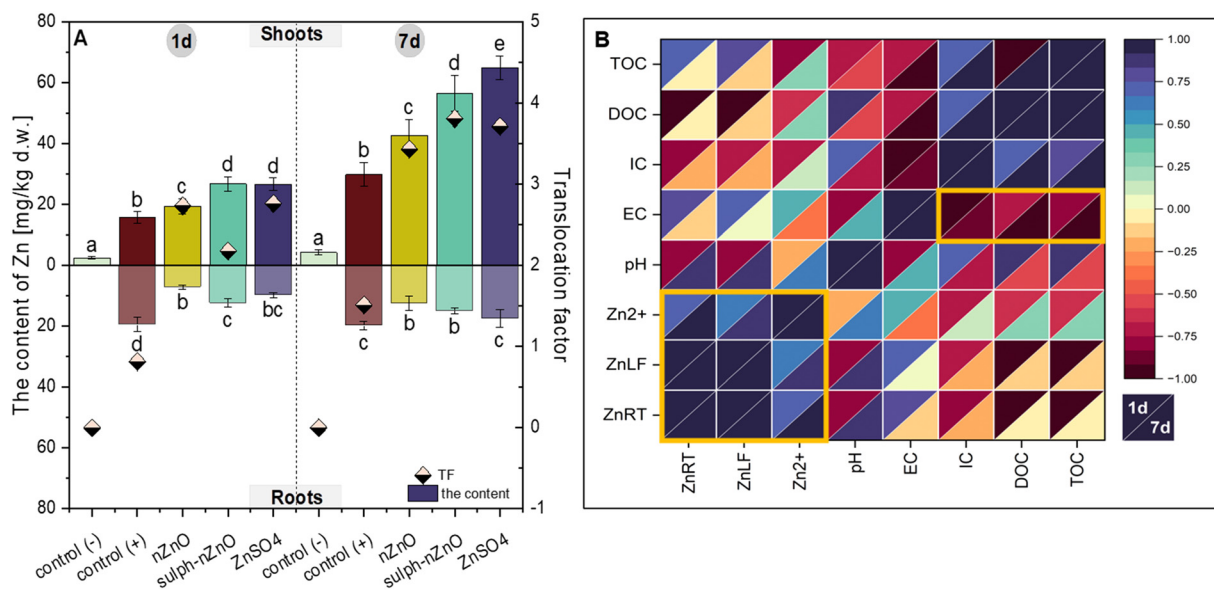 A
1d
Shoots
7d
The content of Zn [mg/kg d.w.]
80
60
40
20
0
20
40
60
80
a
b
c
d
d
a
b
c
d
e
d
b
c
bc
c
b
b
c
5
4
3
2
1
0
-1
Translocation factor
TF
the content
Roots
control (-)
control (+)
nZnO
sulph-nZnO
ZnSO4
control (-)
control (+)
nZnO
sulph-nZnO
ZnSO4
B
TOC
DOC
IC
EC
pH
Zn2+
ZnLF
ZnRT
ZnRT
ZnLF
Zn2+
pH
EC
IC
DOC
TOC
1.00
0.75
0.50
0.25
0.00
-0.25
-0.50
-0.75
-1.00
1d
7d